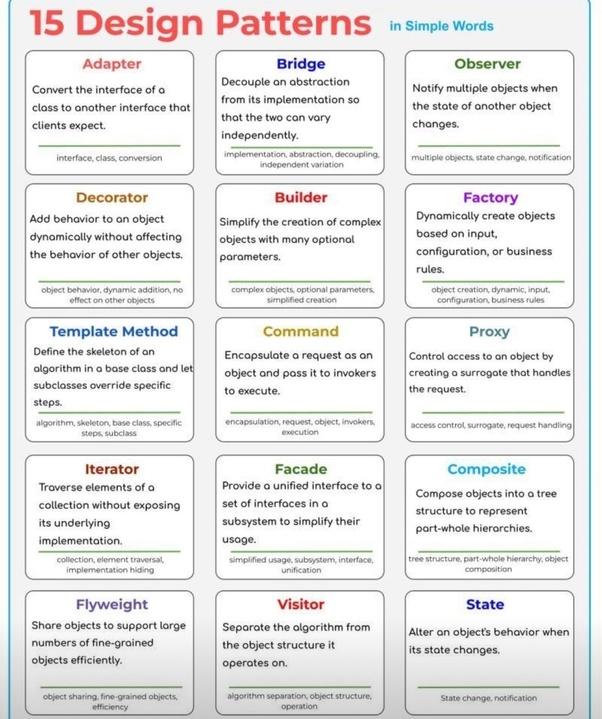 15 Design Patterns in Simple Words
Adapter
Convert the interface of a
class to another interface that
clients expect.
interface, class, conversion
Bridge
Decouple an abstraction
from its implementation so
that the two can vary
independently.
implementation, abstraction, decoupling,
independent variation
Observer
Notify multiple objects when
the state of another object
changes.
multiple objects, state change, notification
Decorator
Add behavior to an object
dynamically without affecting
the behavior of other objects.
object behavior, dynamic addition, no
effect on other objects
Builder
Simplify the creation of complex
objects with many optional
parameters.
complex objects, optional parameters,
simplified creation
Factory
Dynamically create objects
based on input,
configuration, or business
rules.
object creation, dynamic, input,
configuration, business rules
Template Method
Define the skeleton of an
algorithm in a base class and let
subclasses override specific
steps.
algorithm, skeleton, base class, specific
steps, subclass
Command
Encapsulate a request as an
object and pass it to invokers
to execute.
encapsulation, request, object, invokers,
execution
Proxy
Control access to an object by
creating a surrogate that handles
the request.
access control, surrogate, request handling
Iterator
Traverse elements of a
collection without exposing
its underlying
implementation.
collection, element traversal,
implementation hiding
Facade
Provide a unified interface to a
set of interfaces in a
subsystem to simplify their
usage.
simplified usage, subsystem, interface,
unification
Composite
Compose objects into a tree
structure to represent
part-whole hierarchies.
tree structure, part-whole hierarchy, object
composition
Flyweight
Share objects to support large
numbers of fine-grained
objects efficiently.
object sharing, fine-grained objects,
efficiency
Visitor
Separate the algorithm from
the object structure it
operates on.
algorithm separation, object structure,
operation
State
Alter an object's behavior when
its state changes.
State change, notification